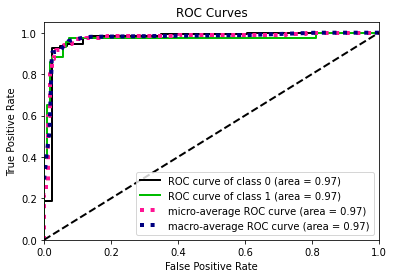 ROC Curves
True Positive Rate
1.0
0.8
0.6
0.4
0.2
0.0
ROC curve of class 0 (area = 0.97)
ROC curve of class 1 (area = 0.97)
micro-average ROC curve (area = 0.97)
macro-average ROC curve (area = 0.97)
0.0 0.2 0.4 0.6 0.8 1.0
False Positive Rate